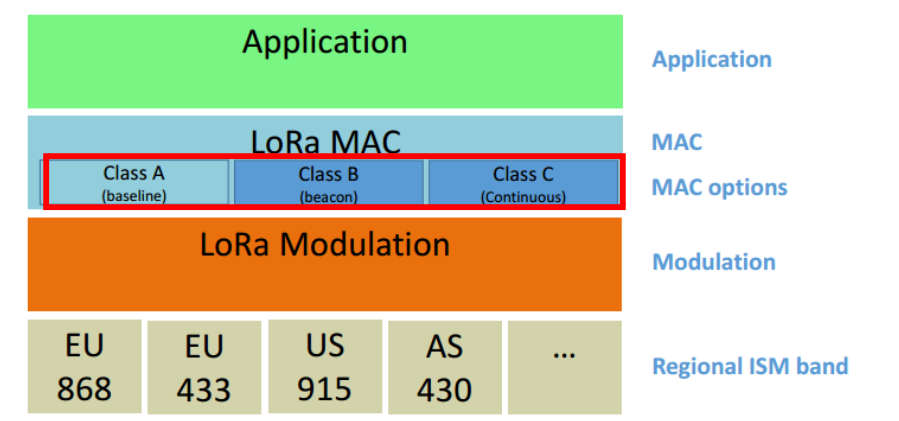 Application
Application
LoRa MAC
MAC
Class A
(baseline)
Class B
(beacon)
Class C
(Continuous)
MAC options
LoRa Modulation
Modulation
EU
868
EU
433
US
915
AS
430
...
Regional ISM band